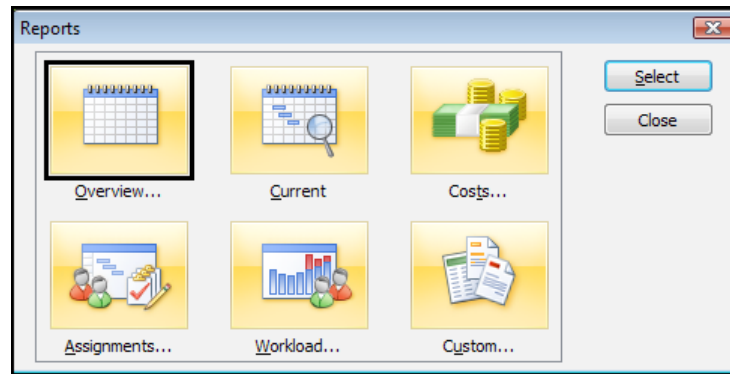 Reports
Select
Close
Overview...
Current
Costs...
Assignments...
Workload...
Custom...